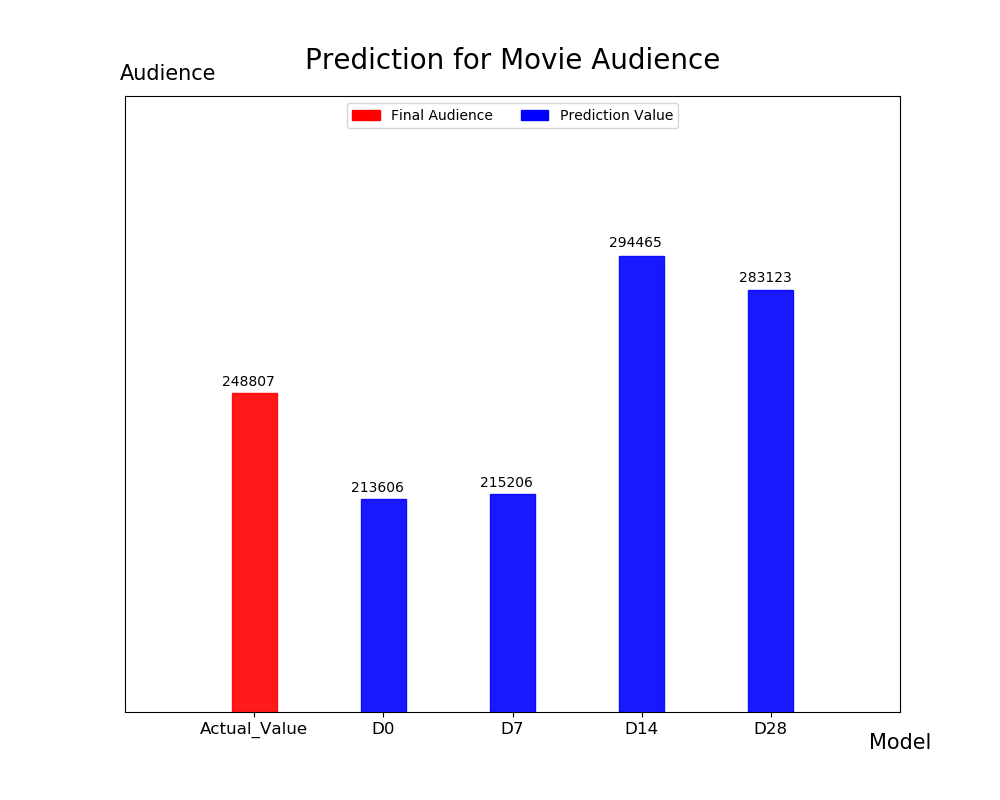 Prediction for Movie Audience
Audience
Final Audience Prediction Value
294465
283123
248807
213606
215206
Actual_Value D0 D7 D14 D28
Model